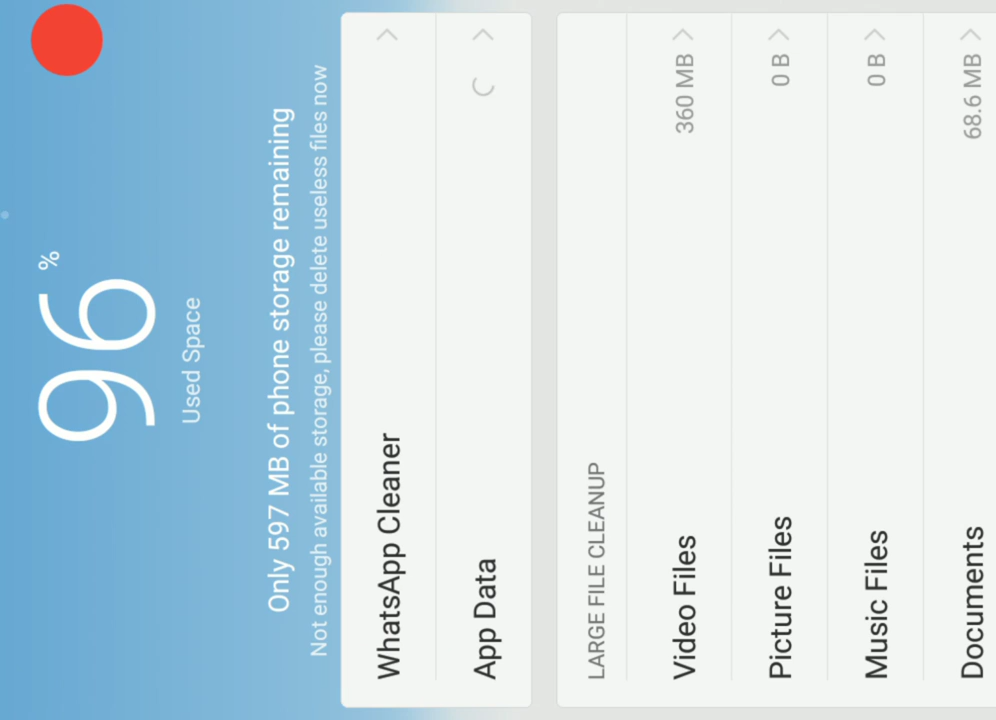 96 %
Used Space
Only 597 MB of phone storage remaining
Not enough available storage, please delete useless files now
WhatsApp Cleaner
App Data
LARGE FILE CLEANUP
Video Files 360 MB
Picture Files 0 B
Music Files 0 B
Documents 68.6 MB